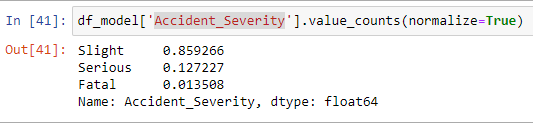 In [41]: df_model['Accident_Severity'].value_counts(normalize=True)
Out[41]: Slight     0.859266
Serious    0.127227
Fatal      0.013508
Name: Accident_Severity, dtype: float64